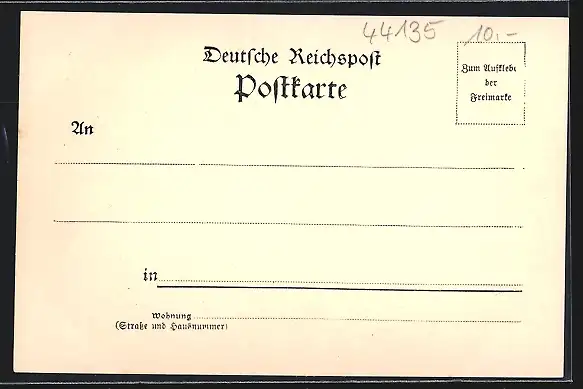 44135 10.-
Deutsche Reichspost
Postkarte
Zum Aufklebe
der
Freimarke
An
in
Wohnung
(Straße und Hausnummer)